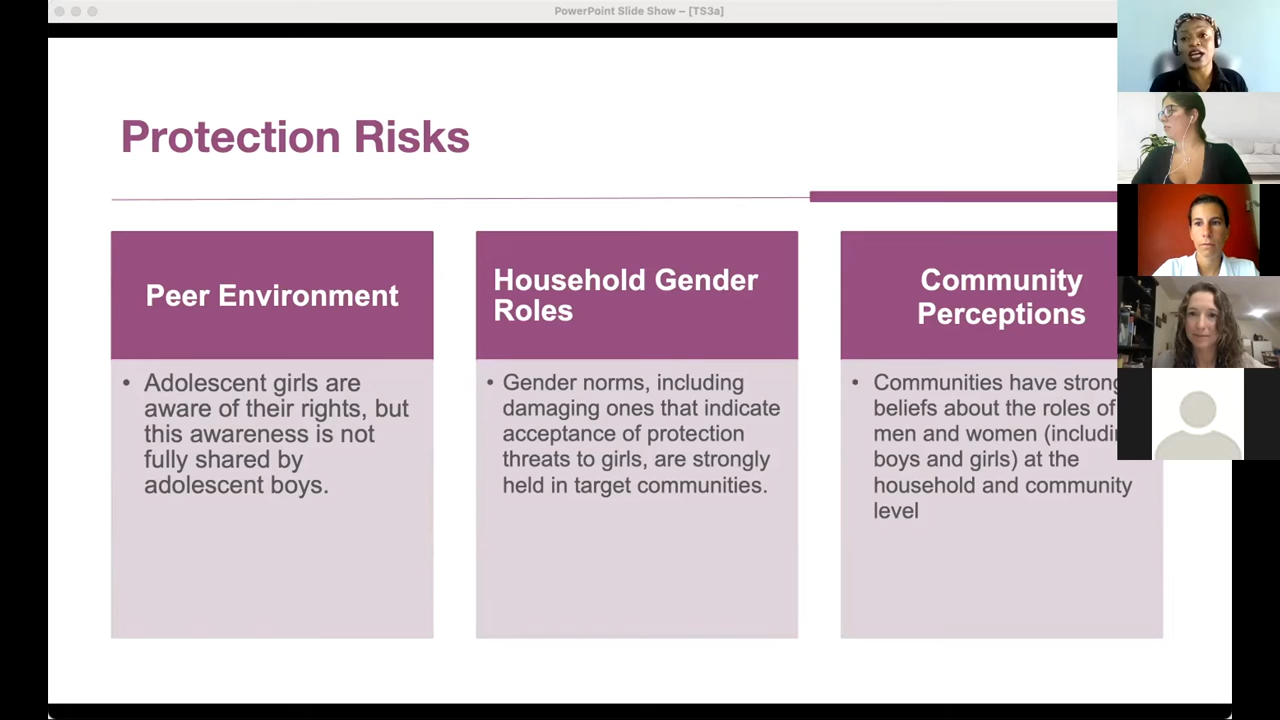 PowerPoint Slide Show – [TS3a]
Protection Risks
Peer Environment
• Adolescent girls are
aware of their rights, but
this awareness is not
fully shared by
adolescent boys.
Household Gender
Roles
• Gender norms, including
damaging ones that indicate
acceptance of protection
threats to girls, are strongly
held in target communities.
Community
Perceptions
• Communities have strong
beliefs about the roles of
men and women (includi
boys and girls) at the
household and community
level